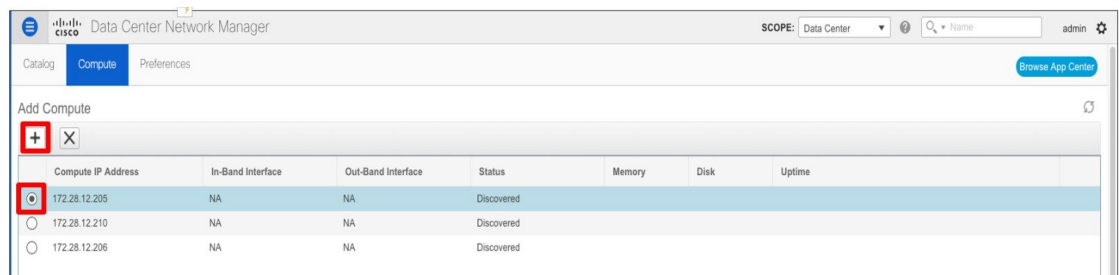 cisco Data Center Network Manager SCOPE: Data Center Name admin
Catalog Compute Preferences Browse App Center
Add Compute
+ X
Compute IP Address In-Band Interface Out-Band Interface Status Memory Disk Uptime
172.28.12.205 NA NA Discovered
172.28.12.210 NA NA Discovered
172.28.12.206 NA NA Discovered